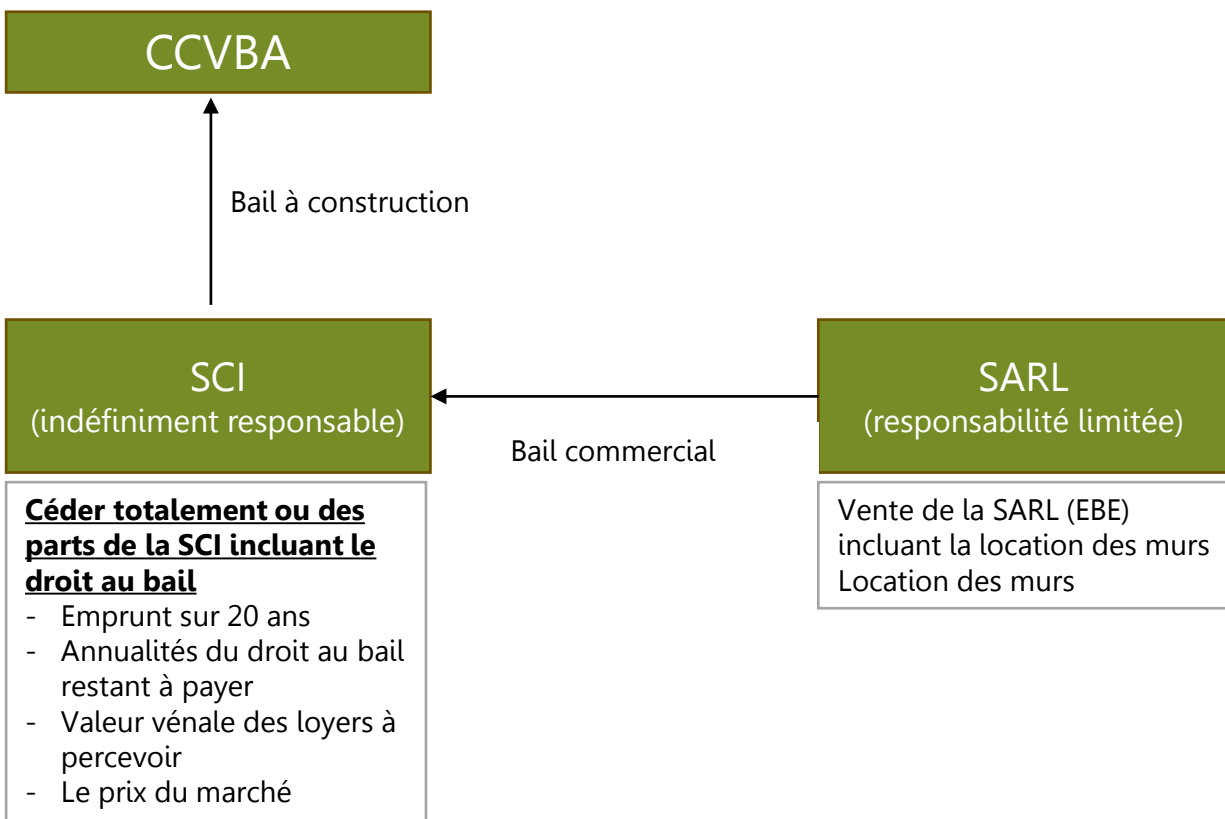 CCVBA
Bail à construction
SCI
(indéfiniment responsable)
Bail commercial
SARL
(responsabilité limitée)
Céder totalement ou des
parts de la SCI incluant le
droit au bail
- Emprunt sur 20 ans
- Annualités du droit au bail
restant à payer
- Valeur vénale des loyers à
percevoir
- Le prix du marché
Vente de la SARL (EBE)
incluant la location des murs
Location des murs